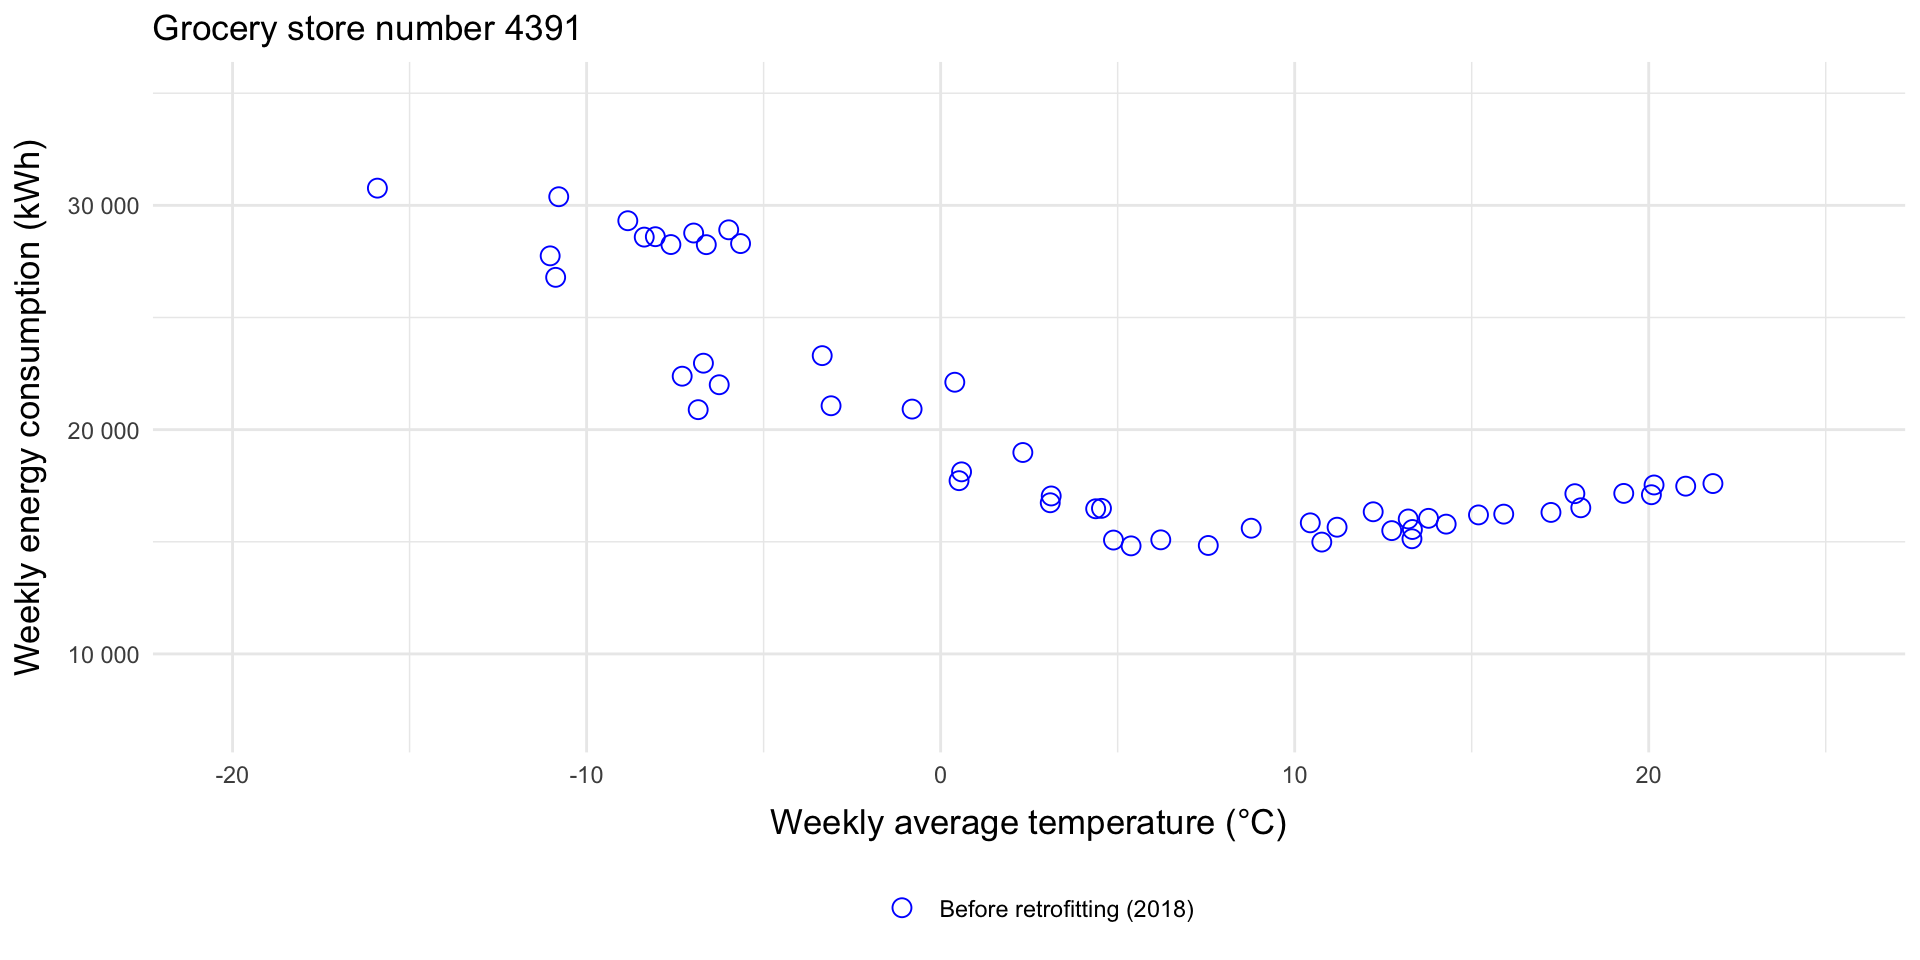 Grocery store number 4391
Weekly energy consumption (kWh)
30 000
20 000
10 000
-20
-10
0
10
20
Weekly average temperature (°C)
Before retrofitting (2018)